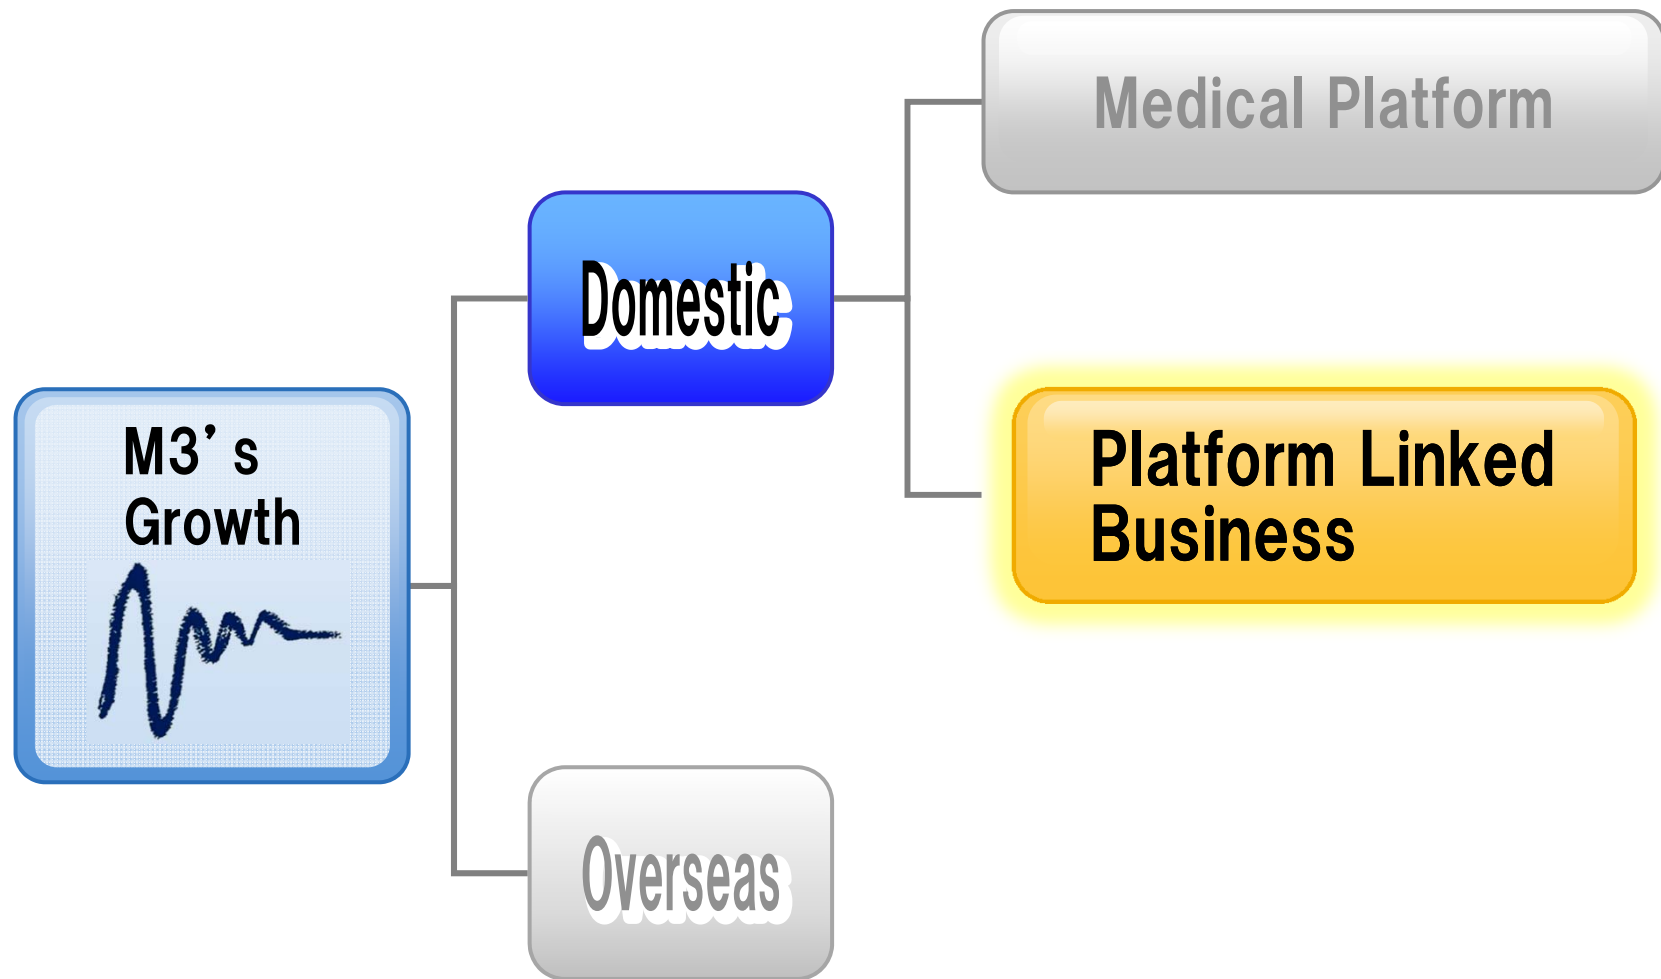 Medical Platform
Domestic
M3’s
Growth
Platform Linked
Business
Overseas